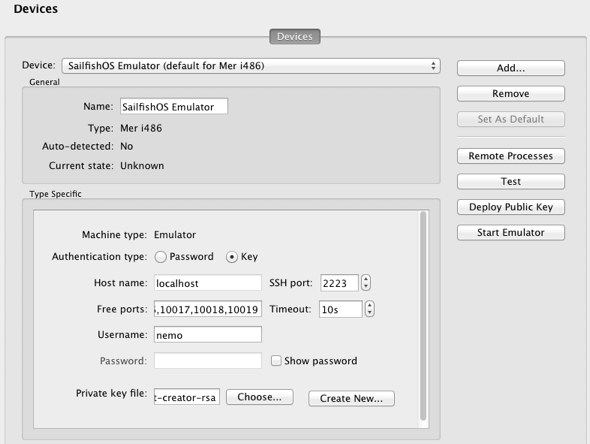 Devices
Devices
Device: SailfishOS Emulator (default for Mer i486)
Add...
General
Remove
Name: SailfishOS Emulator
Set As Default
Type: Mer i486
Auto-detected: No
Remote Processes
Current state: Unknown
Test
Type Specific
Deploy Public Key
Start Emulator
Machine type: Emulator
Authentication type: Password Key
Host name: localhost SSH port: 2223
Free ports: ,10017,10018,10019 Timeout: 10s
Username: nemo
Password: Show password
Private key file: t-creator-rsa Choose... Create New...